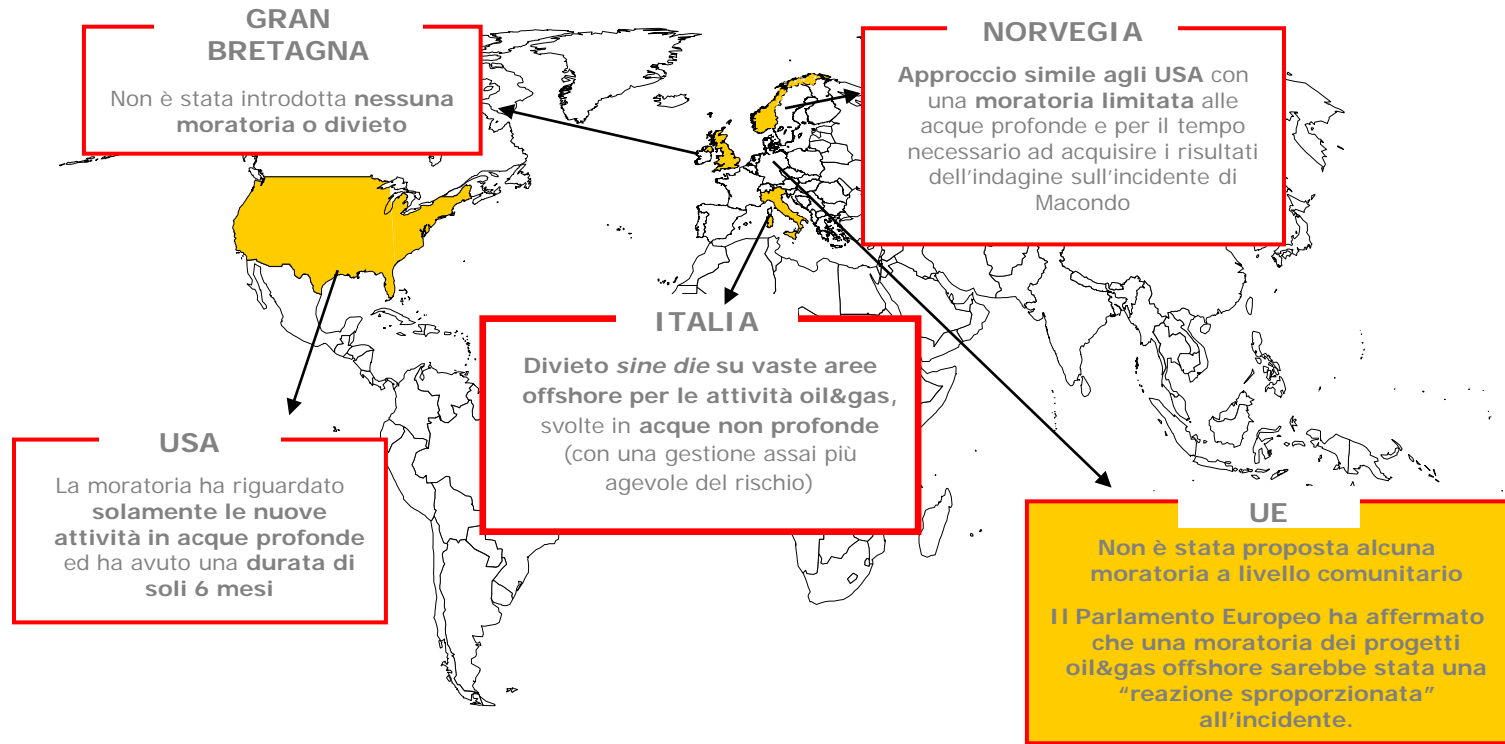 GRAN
BRETAGNA
Non è stata introdotta nessuna
moratoria o divieto
NORVEGIA
Approccio simile agli USA con
una moratoria limitata alle
acque profonde e per il tempo
necessario ad acquisire i risultati
dell'indagine sull'incidente di
Macondo
ITALIA
Divieto sine die su vaste aree
offshore per le attività oil&gas,
svolte in acque non profonde
(con una gestione assai più
agevole del rischio)
USA
La moratoria ha riguardato
solamente le nuove
attività in acque profonde
ed ha avuto una durata di
soli 6 mesi
UE
Non è stata proposta alcuna
moratoria a livello comunitario
Il Parlamento Europeo ha affermato
che una moratoria dei progetti
oil&gas offshore sarebbe stata una
“reazione sproporzionata”
all'incidente.